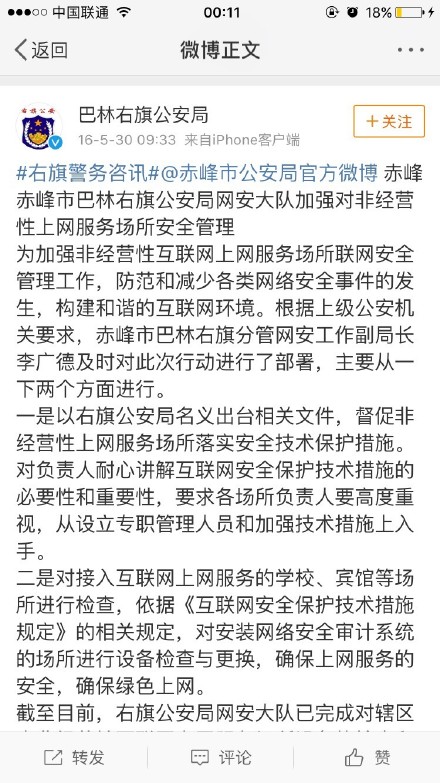 中国联通 00:11 18%
返回 微博正文
右旗公安
巴林右旗公安局
16-5-30 09:33 来自iPhone客户端
+关注
#右旗警务咨讯#@赤峰市公安局官方微博 赤峰
赤峰市巴林右旗公安局网安大队加强对非经营
性上网服务场所安全管理
为加强非经营性互联网上网服务场所联网安全
管理工作，防范和减少各类网络安全事件的发
生，构建和谐的互联网环境。根据上级公安机
关要求，赤峰市巴林右旗分管网安工作副局长
李广德及时对此次行动进行了部署，主要从一
下两个方面进行。
一是以右旗公安局名义出台相关文件，督促非
经营性上网服务场所落实安全技术保护措施。
对负责人耐心讲解互联网安全保护技术措施的
必要性和重要性，要求各场所负责人要高度重
视，从设立专职管理人员和加强技术措施上入
手。
二是对接入互联网上网服务的学校、宾馆等场
所进行检查，依据《互联网安全保护技术措施
规定》的相关规定，对安装网络安全审计系统
的场所进行设备检查与更换，确保上网服务的
安全，确保绿色上网。
截至目前，右旗公安局网安大队已完成对辖区
转发 评论 赞